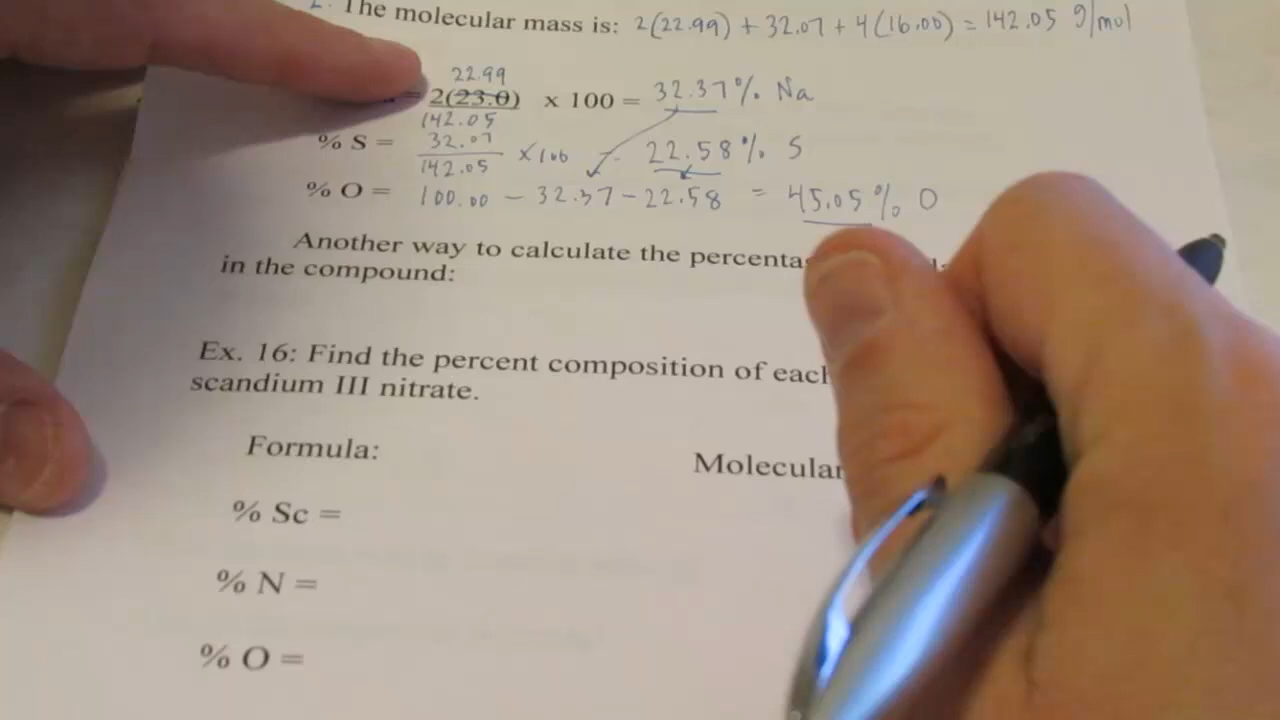 2. The molecular mass is: 2(22.99) + 32.07 + 4(16.00) = 142.05 g/mol
22.99
= 2(23.0) x 100 = 32.37% Na
142.05
% S = 32.07 x100 22.58% S
142.05
% O = 100.00 - 32.37 - 22.58 = 45.05% O
Another way to calculate the
in the compound:
Ex. 16: Find the percent composition of each
scandium III nitrate.
Formula: Molecular
% Sc =
% N =
% O =